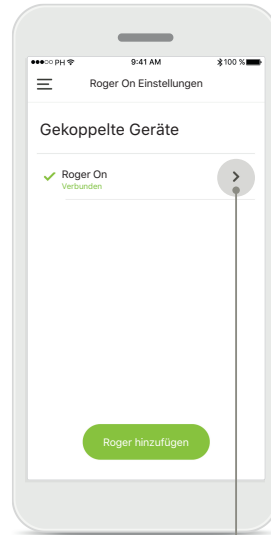 PH 9:41 AM 100 %
Roger On Einstellungen
Gekoppelte Geräte
Roger On
Verbunden
Roger hinzufügen